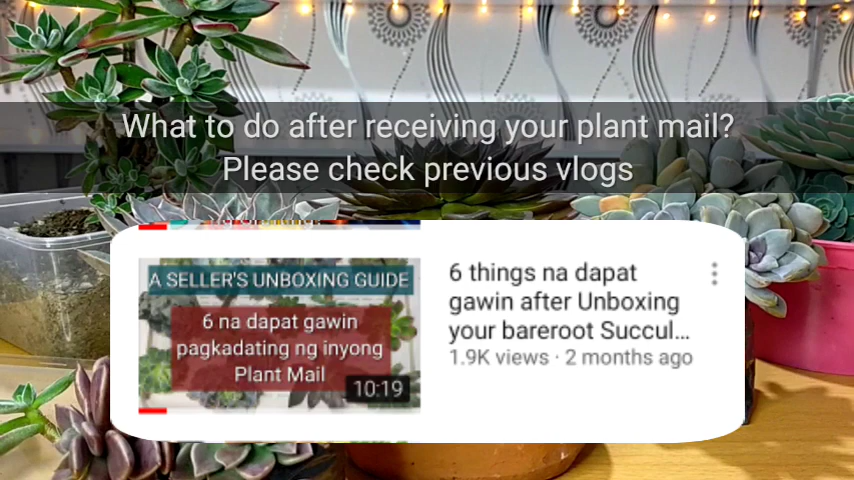 What to do after receiving your plant mail?
Please check previous vlogs
A SELLER'S UNBOXING GUIDE
6 na dapat gawin
pagkadating ng inyong
Plant Mail
10:19
6 things na dapat
gawin after Unboxing
your bareroot Succul...
1.9K views · 2 months ago